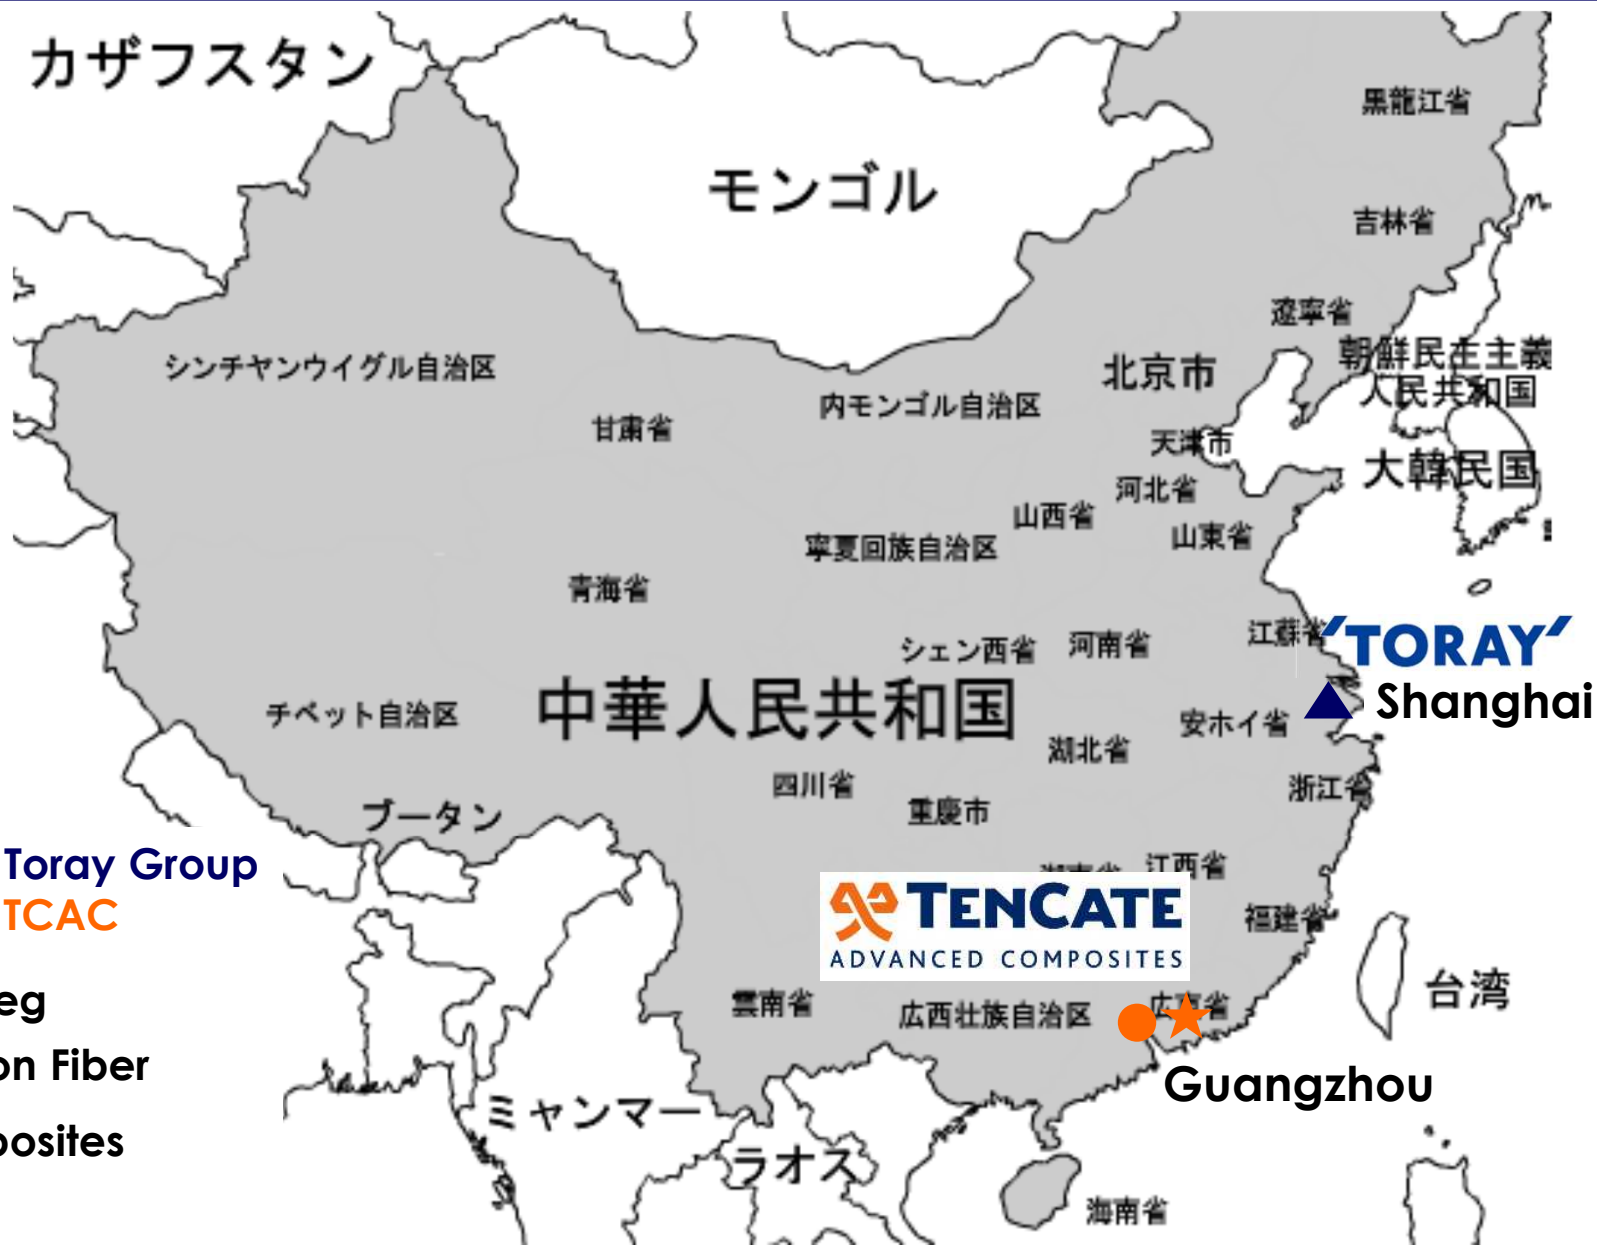 カザフスタン
黒龍江省
モンゴル
吉林省
遼寧省
朝鮮民主主義
人民共和国
シンチヤンウイグル自治区
北京市
内モンゴル自治区
甘肃省
天津市
大韓民国
河北省
山西省
山東省
寧夏回族自治区
青海省
江蘇省
'TORAY'
シェン西省
河南省
Shanghai
チベット自治区
中華人民共和国
安ホイ省
湖北省
四川省
浙江省
ブータン
重慶市
Toray Group
江西省
湖南省
TCAC
TENCATE
ADVANCED COMPOSITES
福建省
台湾
eg
雲南省
広西壮族自治区
広東省
on Fiber
Guangzhou
ミャンマー
posites
ラオス
海南省